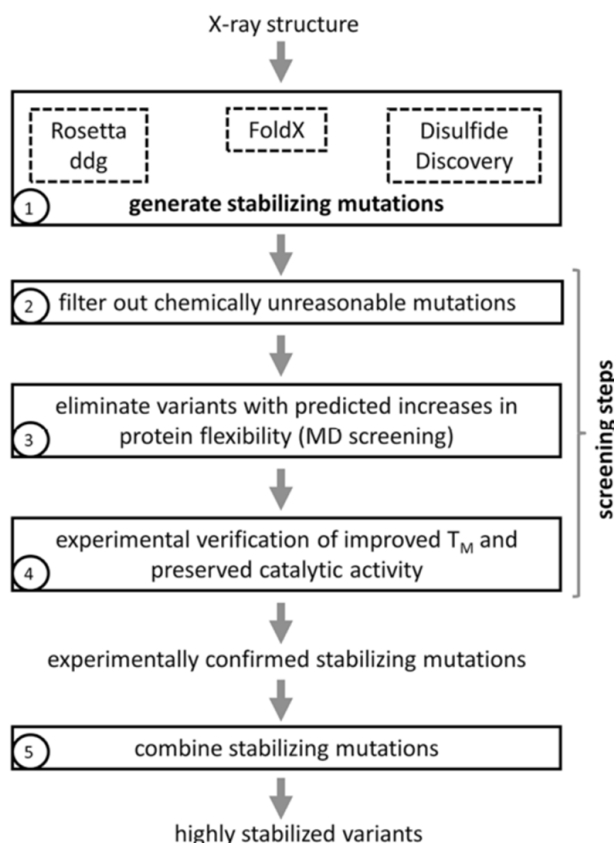 X-ray structure
Rosetta
ddg
FoldX
Disulfide
Discovery
1
generate stabilizing mutations
2
filter out chemically unreasonable mutations
eliminate variants with predicted increases in
3
protein flexibility (MD screening)
experimental verification of improved TM and
4
preserved catalytic activity
screening steps
experimentally confirmed stabilizing mutations
5
combine stabilizing mutations
highly stabilized variants